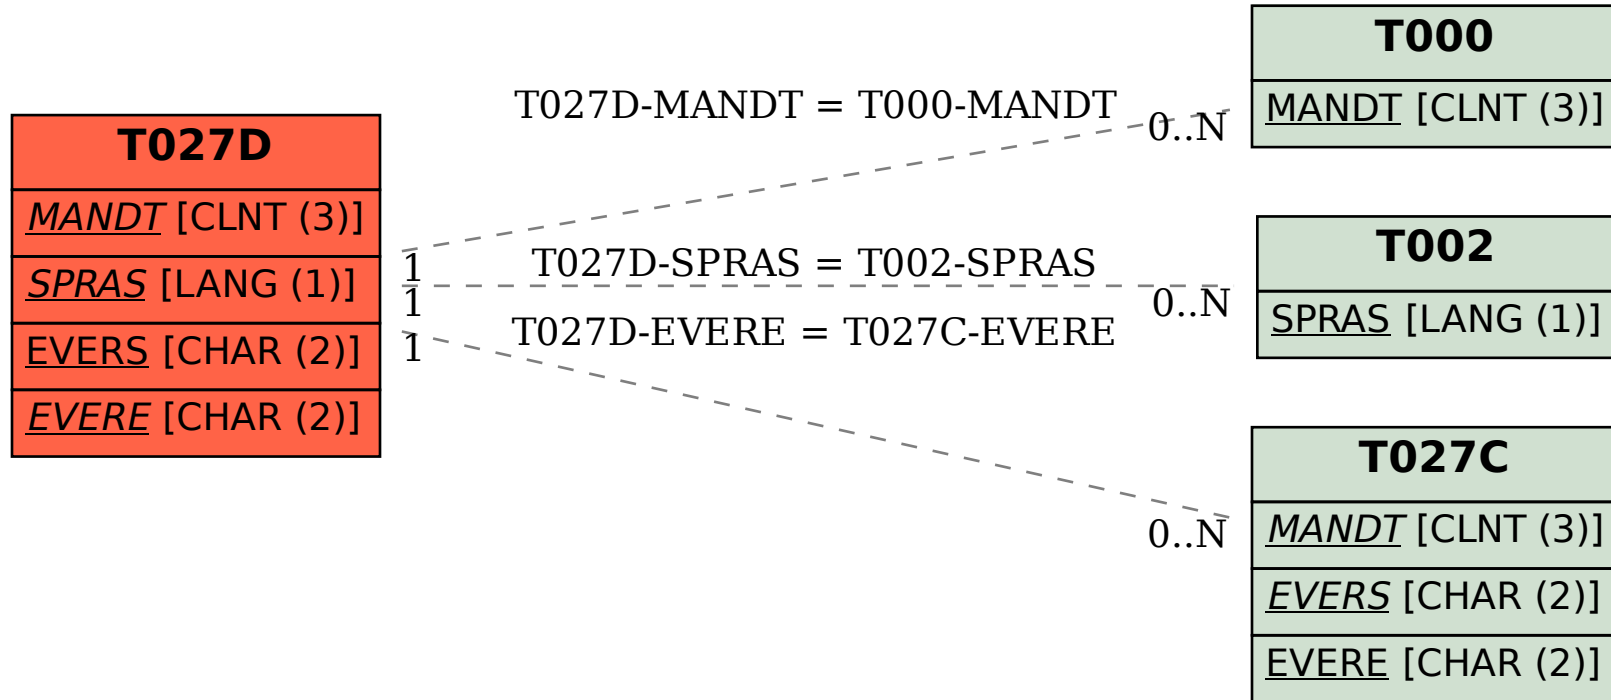 T027D
MANDT [CLNT (3)]
SPRAS [LANG (1)]
EVERS [CHAR (2)]
EVERE [CHAR (2)]
T027D-MANDT = T000-MANDT
0..N
1
T027D-SPRAS = T002-SPRAS
0..N
1
T027D-EVERE = T027C-EVERE
0..N
1
T000
MANDT [CLNT (3)]
T002
SPRAS [LANG (1)]
T027C
MANDT [CLNT (3)]
EVERS [CHAR (2)]
EVERE [CHAR (2)]